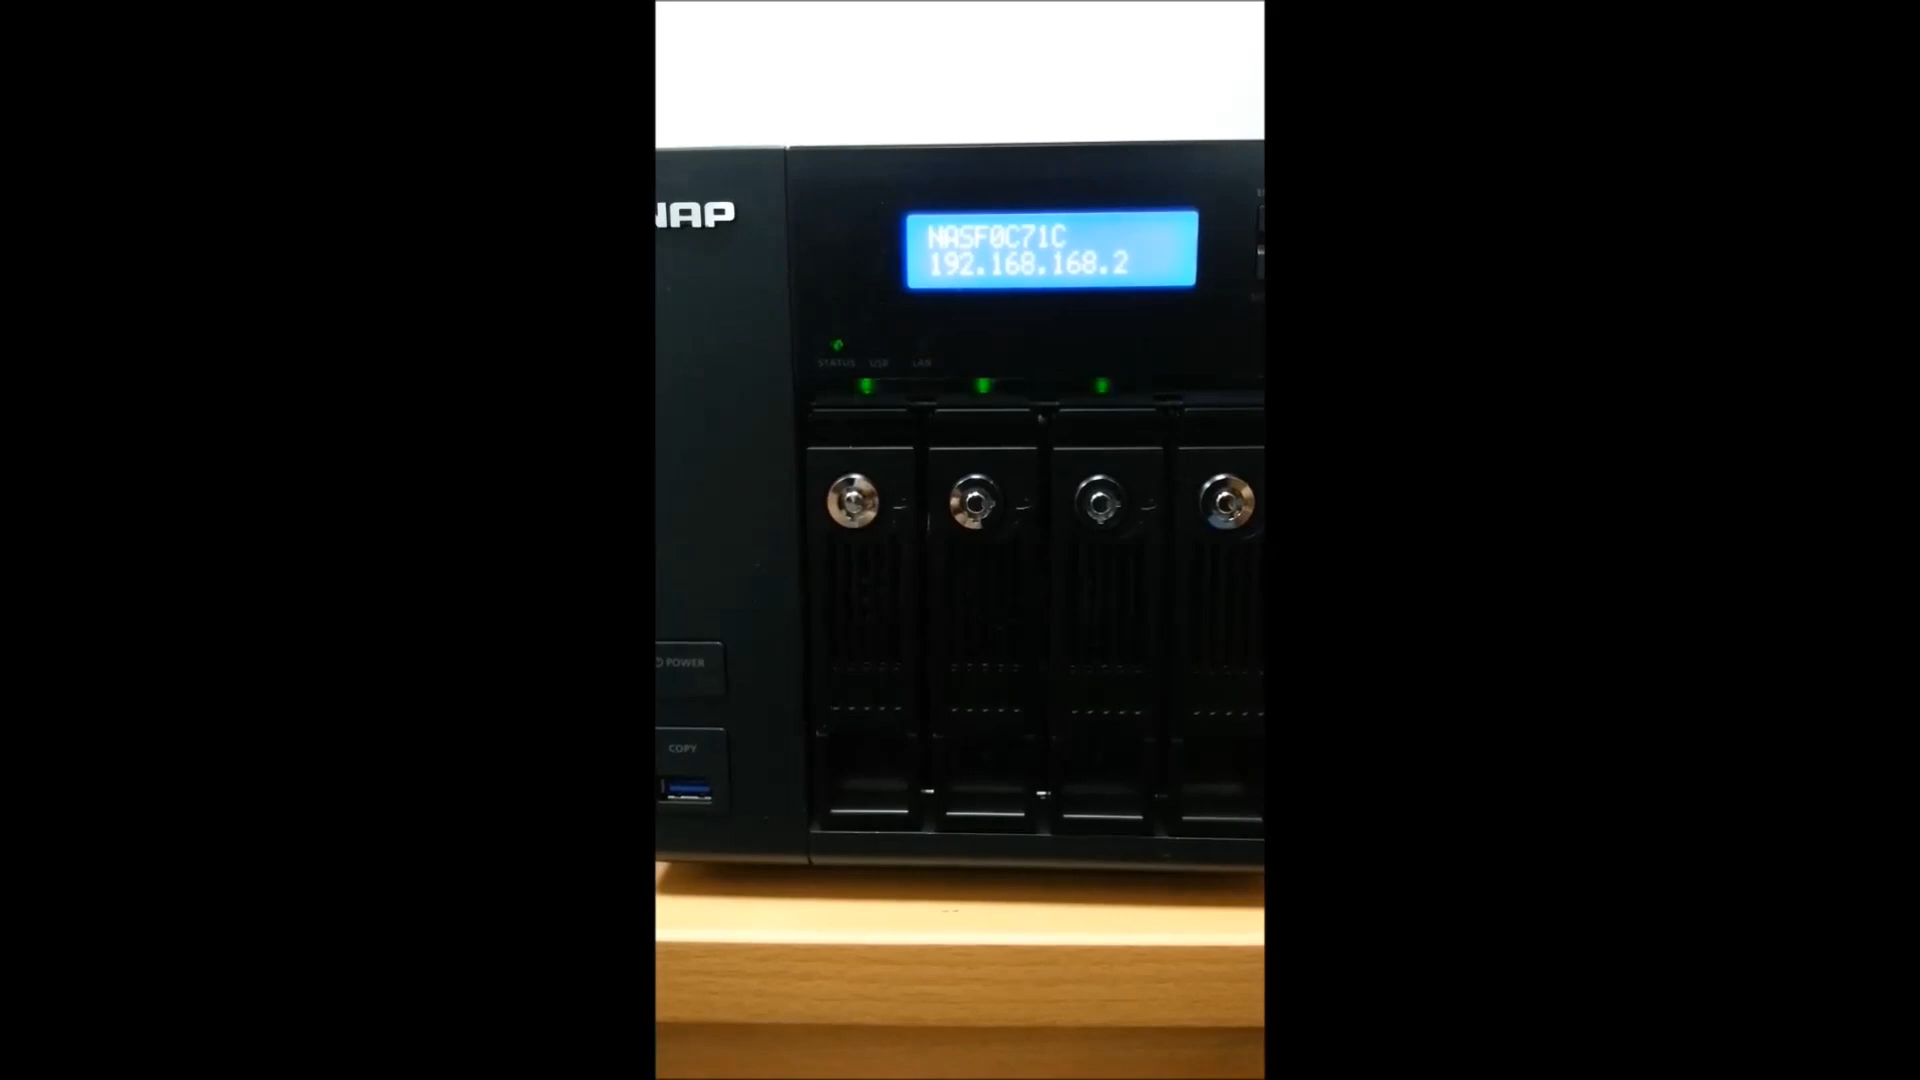 NAP
NASF0C71C
192.168.168.2
STATUS USB LAN
POWER
COPY